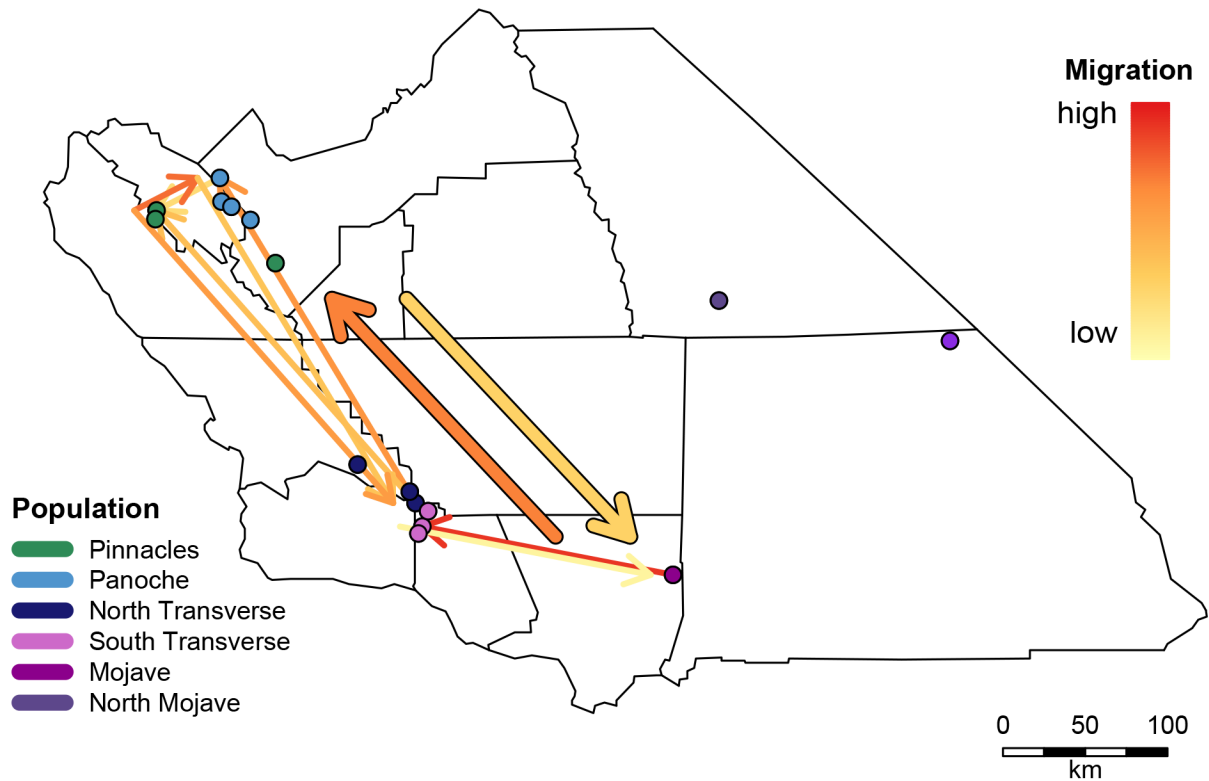 Migration
high
low
Population
Pinnacles
Panoche
North Transverse
South Transverse
Mojave
North Mojave
0 50 100
km